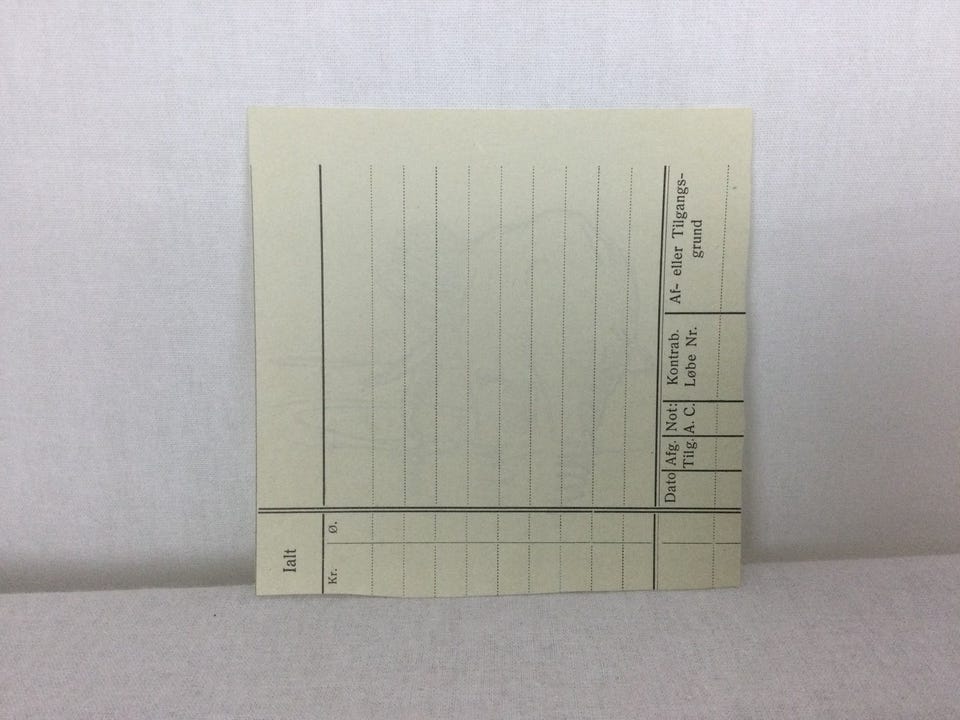 Ialt
Kr. Ø.
Dato Afg. Not: Kontrab. Af- eller Tilgangs-
Tilg. A. C. Løbe Nr. grund